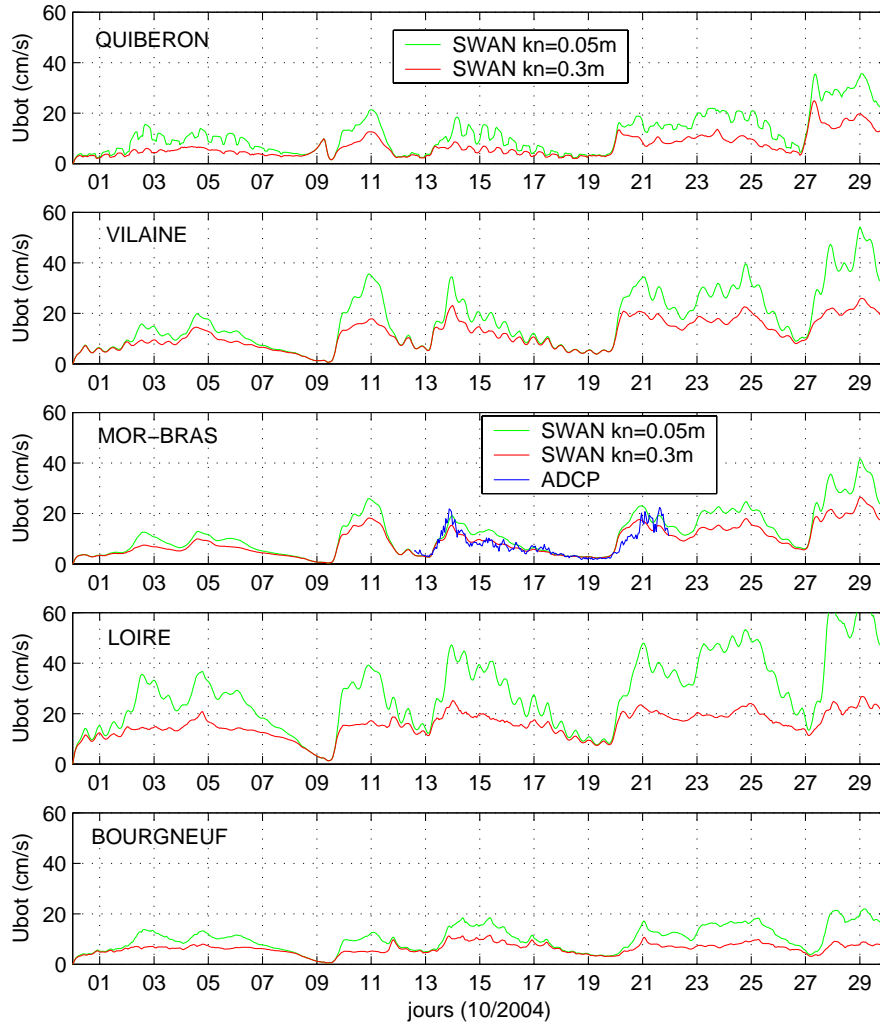 60
40
20
0
Ubot (cm/s)
QUIBERON
SWAN kn=0.05m
SWAN kn=0.3m
01 03 05 07 09 11 13 15 17 19 21 23 25 27 29
60
40
20
0
Ubot (cm/s)
VILAINE
01 03 05 07 09 11 13 15 17 19 21 23 25 27 29
60
40
20
0
Ubot (cm/s)
MOR−BRAS
SWAN kn=0.05m
SWAN kn=0.3m
ADCP
01 03 05 07 09 11 13 15 17 19 21 23 25 27 29
60
40
20
0
Ubot (cm/s)
LOIRE
01 03 05 07 09 11 13 15 17 19 21 23 25 27 29
60
40
20
0
Ubot (cm/s)
BOURGNEUF
01 03 05 07 09 11 13 15 17 19 21 23 25 27 29
jours (10/2004)